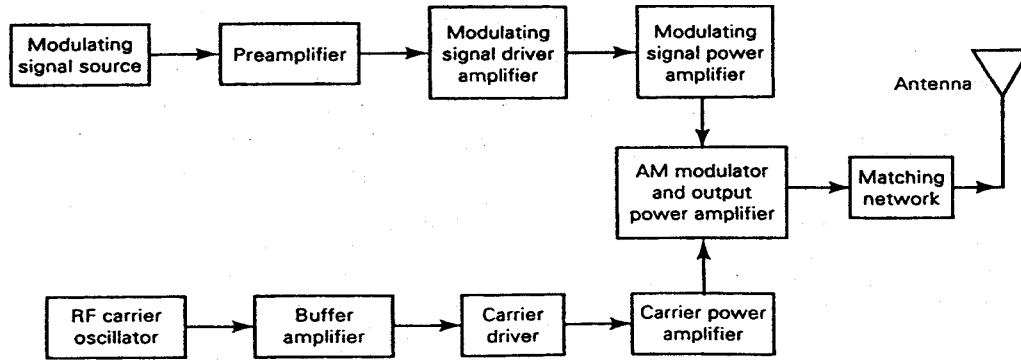 Modulating
signal source
Preamplifier
Modulating
signal driver
amplifier
Modulating
signal power
amplifier
Antenna
AM modulator
and output
power amplifier
Matching
network
RF carrier
oscillator
Buffer
amplifier
Carrier
driver
Carrier power
amplifier